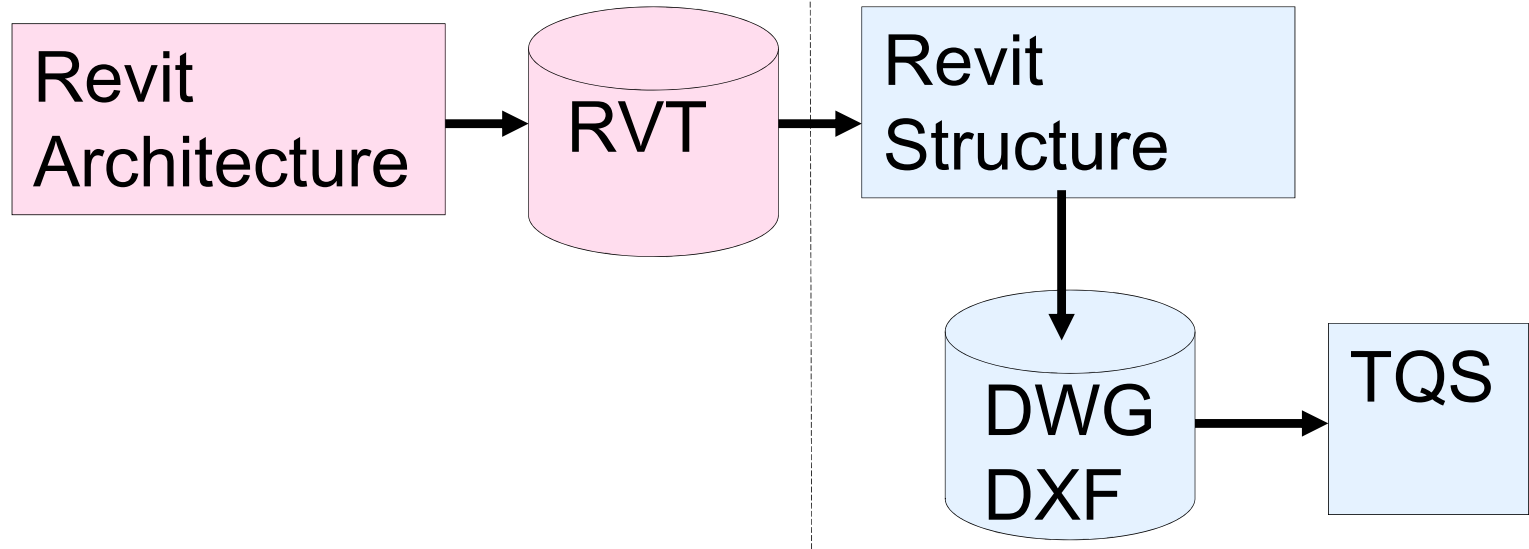 Revit
Architecture
RVT
Revit
Structure
DWG
DXF
TQS